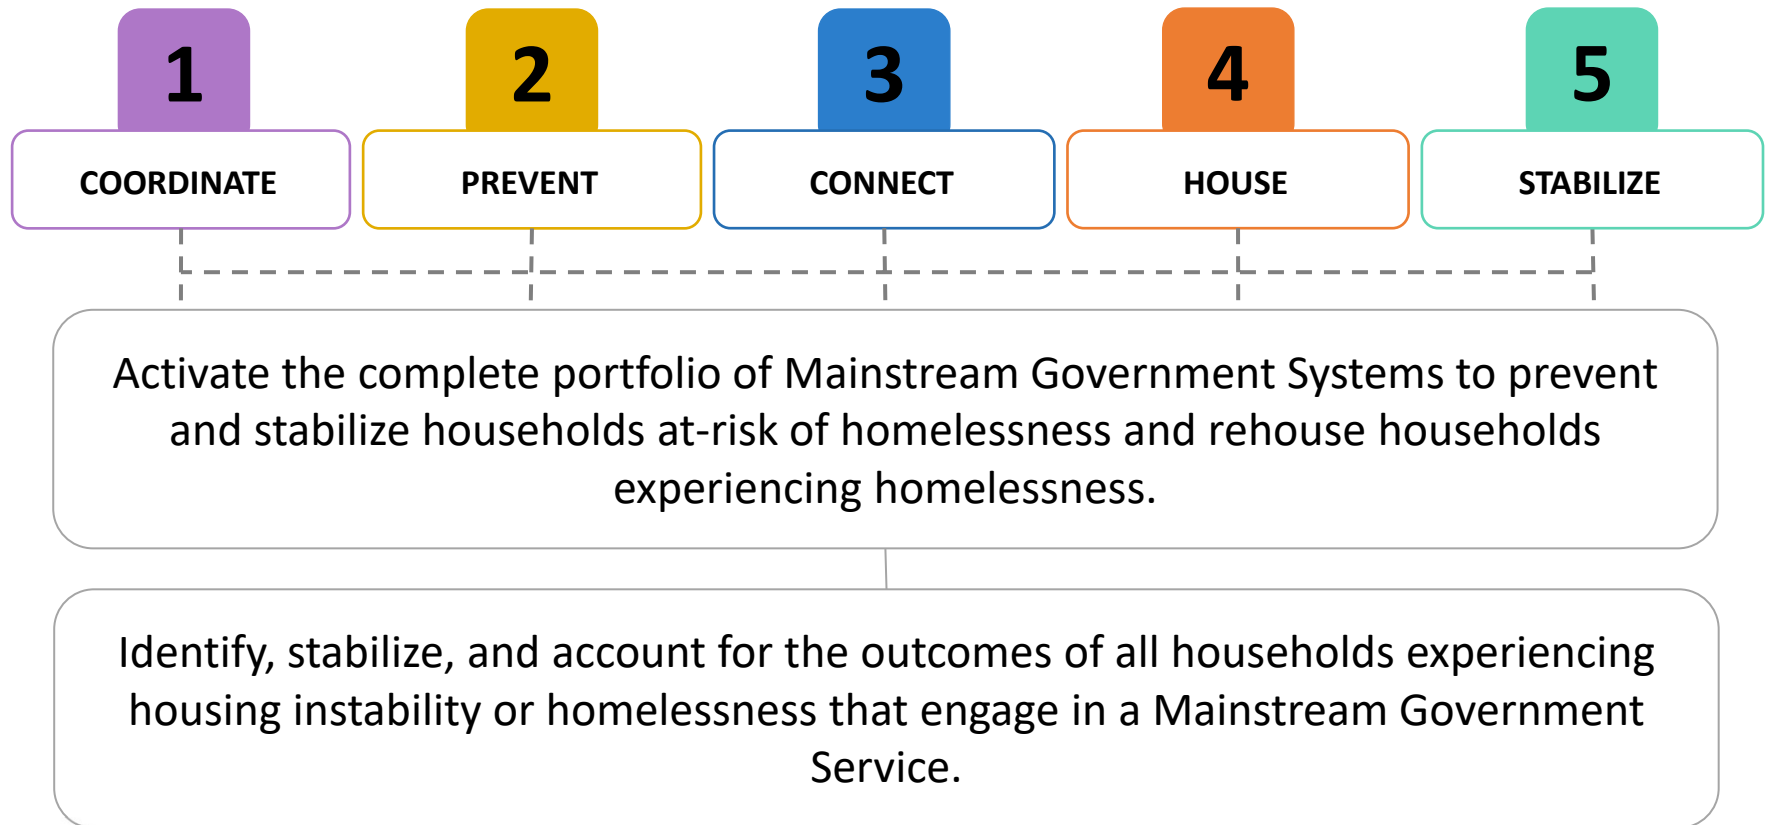 1
2
3
4
5
COORDINATE
PREVENT
CONNECT
HOUSE
STABILIZE
Activate the complete portfolio of Mainstream Government Systems to prevent
and stabilize households at-risk of homelessness and rehouse households
experiencing homelessness.
Identify, stabilize, and account for the outcomes of all households experiencing
housing instability or homelessness that engage in a Mainstream Government
Service.